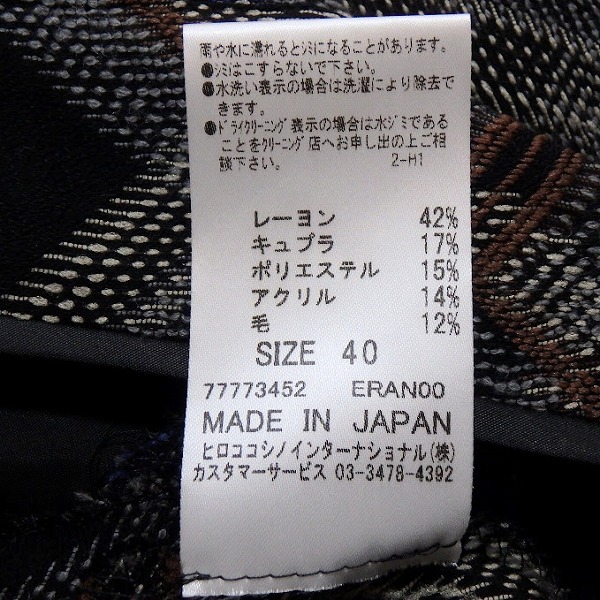 雨や水に濡れるとｼﾐになることがあります。
●ｼﾐはこすらないで下さい。
●水洗い表示の場合は洗濯により除去で
きます。
●ﾄﾞﾗｲｸﾘｰﾆﾝｸﾞ表示の場合は水ｼﾞﾐである
ことをｸﾘｰﾆﾝｸﾞ店へお申し出の上ご相
談下さい。 2-H1
レーヨン 42%
キュプラ 17%
ポリエステル 15%
アクリル 14%
毛 12%
SIZE 40
77773452 ERAN00
MADE IN JAPAN
ヒロココシノインターナショナル(株)
カスタマーサービス 03-3478-4392